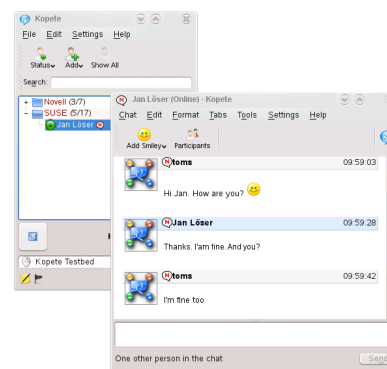 Kopete
File Edit Settings Help
Status Add Show All
Search:
Novell (3/7)
SUSE (5/17)
Jan Löser
Kopete Testbed
Jan Löser (Online) - Kopete
Chat Edit Format Tabs Tools Settings Help
Add Smiley Participants
toms 09:59:03
Hi Jan. How are you?
Jan Löser 09:59:28
Thanks. I'am fine. And you?
toms 09:59:42
I'm fine too.
One other person in the chat
Send